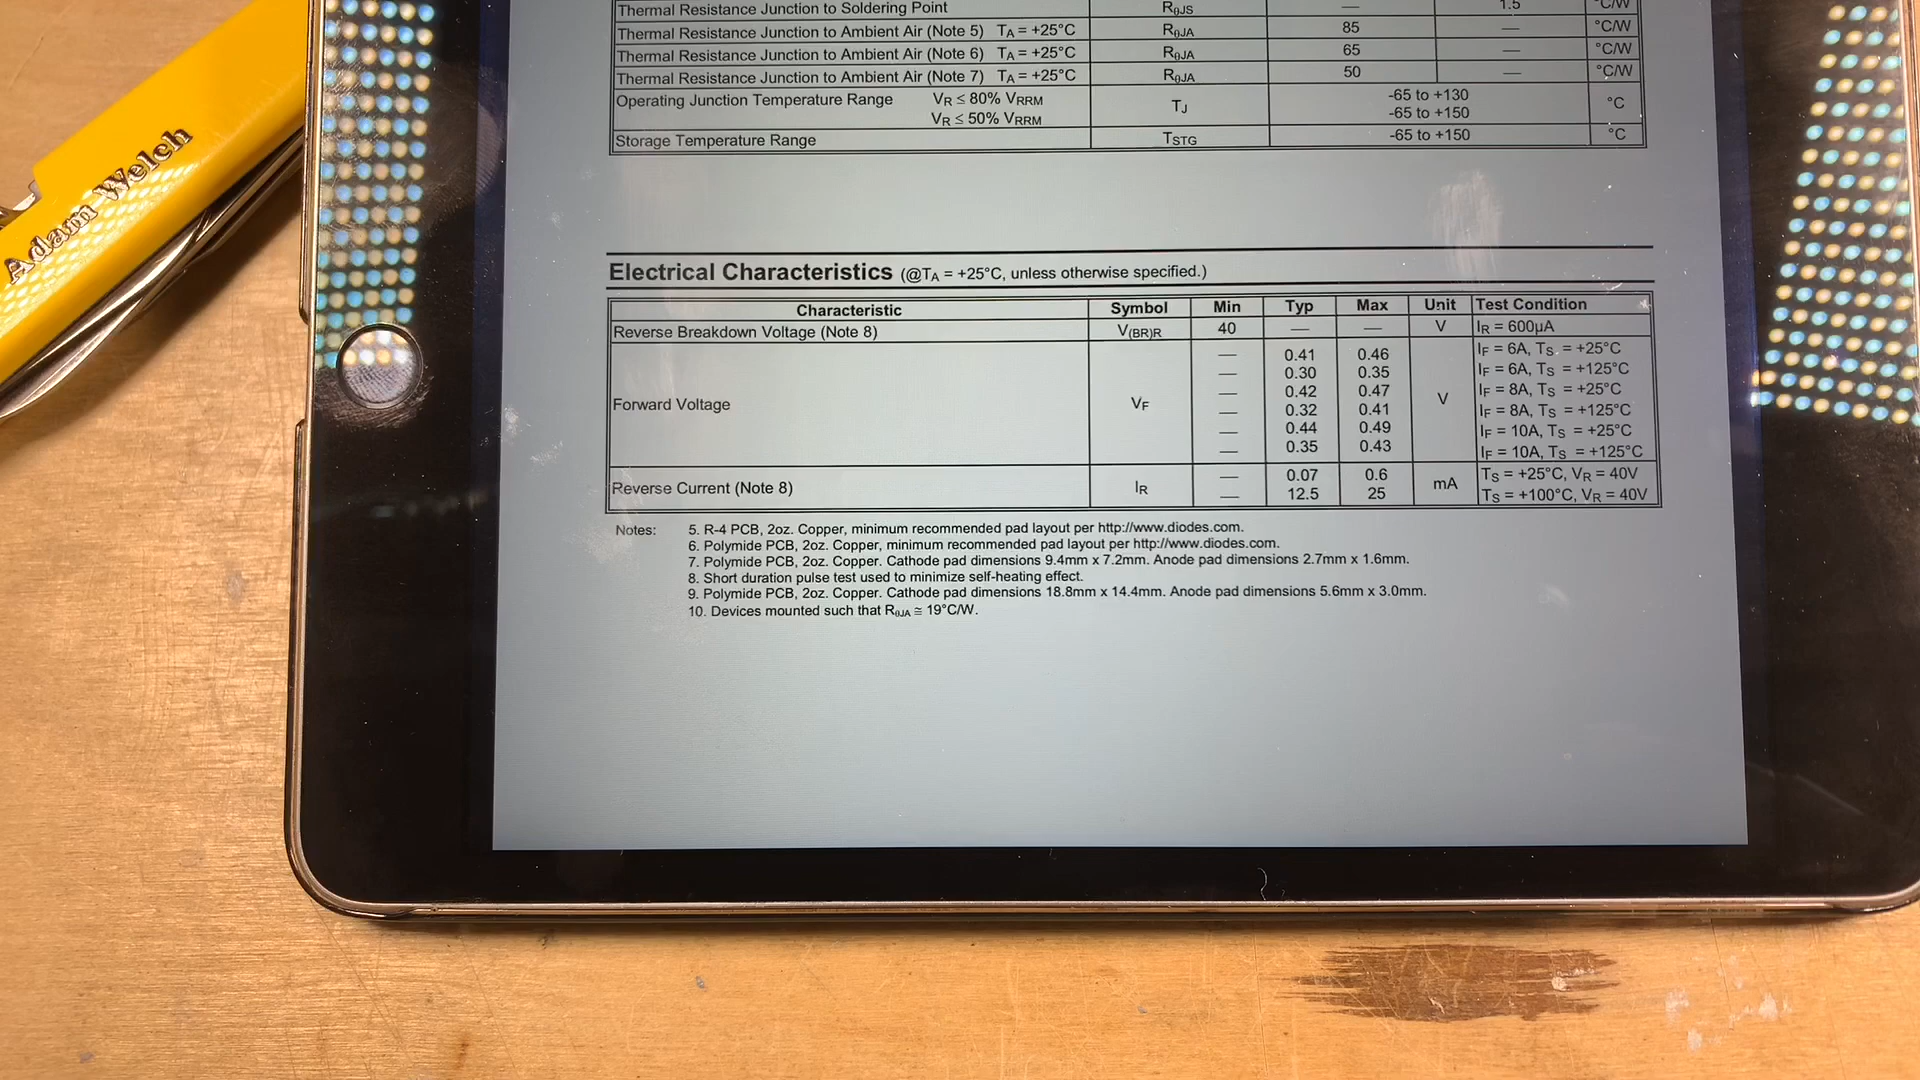 Adam Welch
Thermal Resistance Junction to Soldering Point RθJS — 1.5 °C/W
Thermal Resistance Junction to Ambient Air (Note 5) TA = +25°C RθJA 85 — °C/W
Thermal Resistance Junction to Ambient Air (Note 6) TA = +25°C RθJA 65 — °C/W
Thermal Resistance Junction to Ambient Air (Note 7) TA = +25°C RθJA 50 — °C/W
Operating Junction Temperature Range VR ≤ 80% VRRM TJ -65 to +130 °C
VR ≤ 50% VRRM -65 to +150
Storage Temperature Range TSTG -65 to +150 °C
Electrical Characteristics (@TA = +25°C, unless otherwise specified.)
Characteristic Symbol Min Typ Max Unit Test Condition
Reverse Breakdown Voltage (Note 8) V(BR)R 40 — — V IR = 600µA
Forward Voltage VF V
— 0.41 0.46 IF = 6A, TS = +25°C
— 0.30 0.35 IF = 6A, TS = +125°C
— 0.42 0.47 IF = 8A, TS = +25°C
— 0.32 0.41 IF = 8A, TS = +125°C
— 0.44 0.49 IF = 10A, TS = +25°C
— 0.35 0.43 IF = 10A, TS = +125°C
Reverse Current (Note 8) IR mA
— 0.07 0.6 TS = +25°C, VR = 40V
— 12.5 25 TS = +100°C, VR = 40V
Notes: 5. R-4 PCB, 2oz. Copper, minimum recommended pad layout per http://www.diodes.com.
6. Polymide PCB, 2oz. Copper, minimum recommended pad layout per http://www.diodes.com.
7. Polymide PCB, 2oz. Copper. Cathode pad dimensions 9.4mm x 7.2mm. Anode pad dimensions 2.7mm x 1.6mm.
8. Short duration pulse test used to minimize self-heating effect.
9. Polymide PCB, 2oz. Copper. Cathode pad dimensions 18.8mm x 14.4mm. Anode pad dimensions 5.6mm x 3.0mm.
10. Devices mounted such that RθJA ≅ 19°C/W.